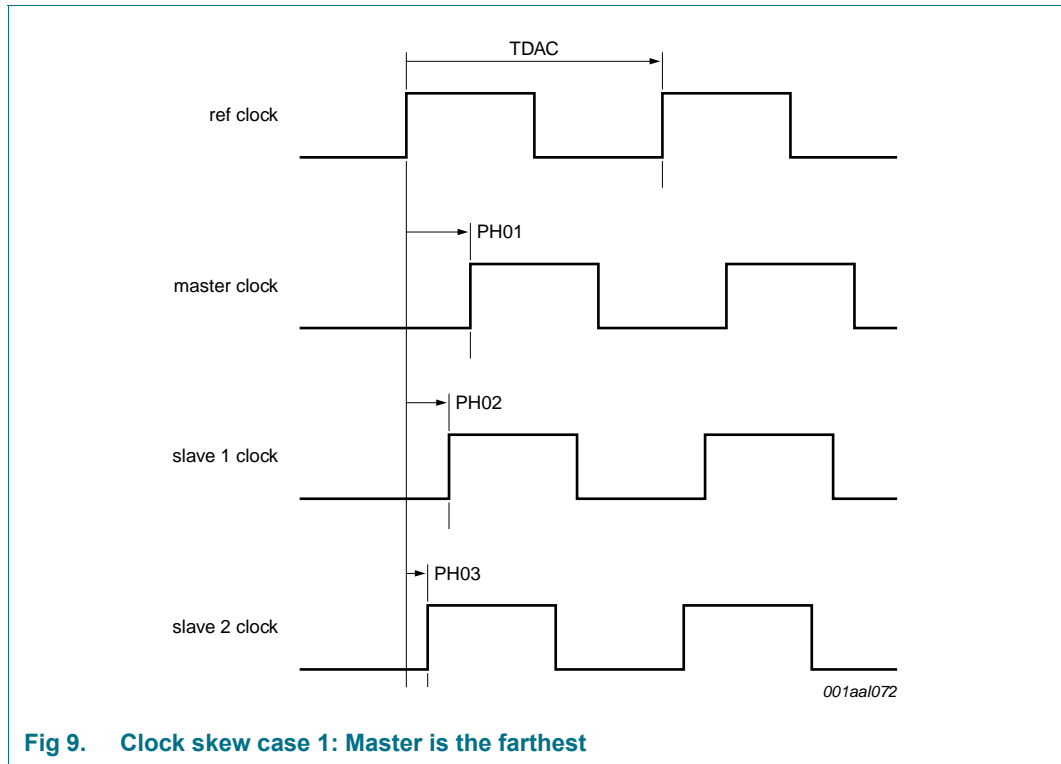 TDAC
ref clock
PH01
master clock
PH02
slave 1 clock
PH03
slave 2 clock
001aal072
Fig 9. Clock skew case 1: Master is the farthest